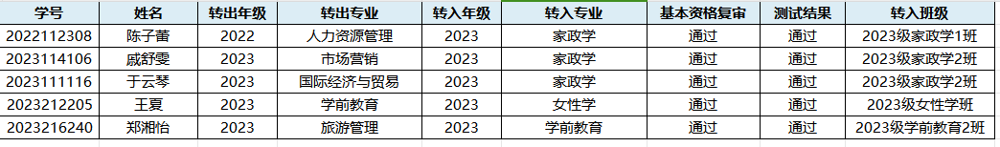 学号 姓名 转出年级 转出专业 转入年级 转入专业 基本资格复审 测试结果 转入班级
2022112308 陈子蕾 2022 人力资源管理 2023 家政学 通过 通过 2023级家政学1班
2023114106 戚舒雯 2023 市场营销 2023 家政学 通过 通过 2023级家政学2班
2023111116 于云琴 2023 国际经济与贸易 2023 家政学 通过 通过 2023级家政学2班
2023212205 王夏 2023 学前教育 2023 女性学 通过 通过 2023级女性学班
2023216240 郑湘怡 2023 旅游管理 2023 学前教育 通过 通过 2023级学前教育2班